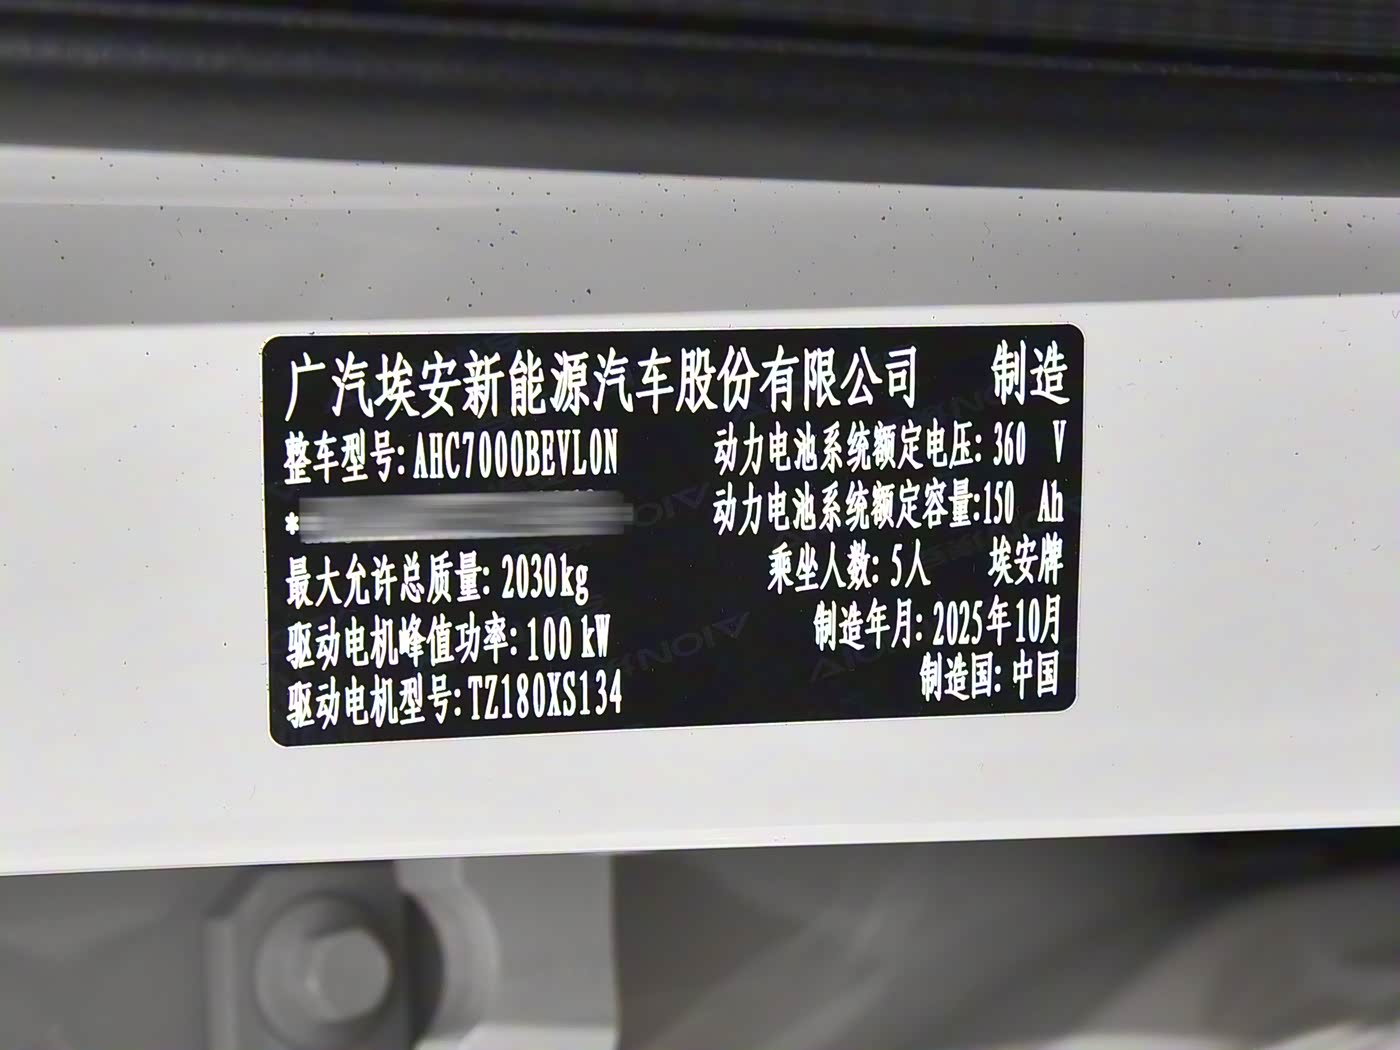 广汽埃安新能源汽车股份有限公司 制造
整车型号: AHC7000BEVL0N 动力电池系统额定电压: 360 V
* 动力电池系统额定容量:150 Ah
最大允许总质量: 2030kg 乘坐人数: 5人 埃安牌
驱动电机峰值功率: 100 kW 制造年月: 2025年10月
驱动电机型号: TZ180XS134 制造国: 中国